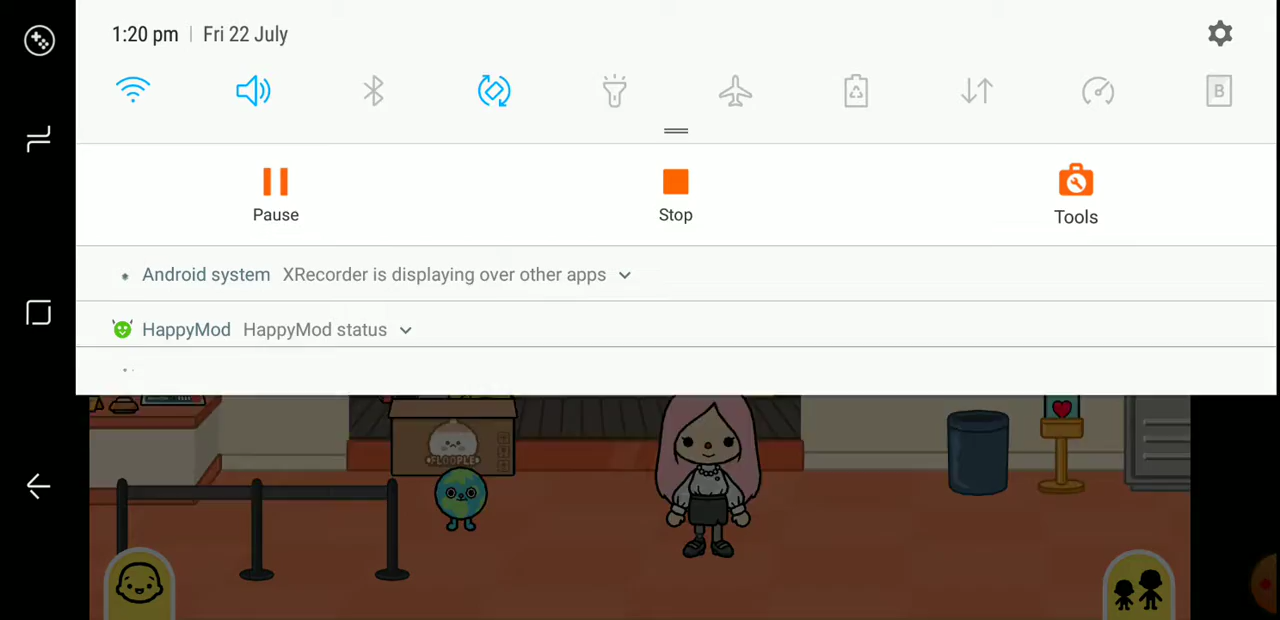 1:20 pm | Fri 22 July
B
Pause
Stop
Tools
Android system XRecorder is displaying over other apps
HappyMod HappyMod status
FLOOPLE